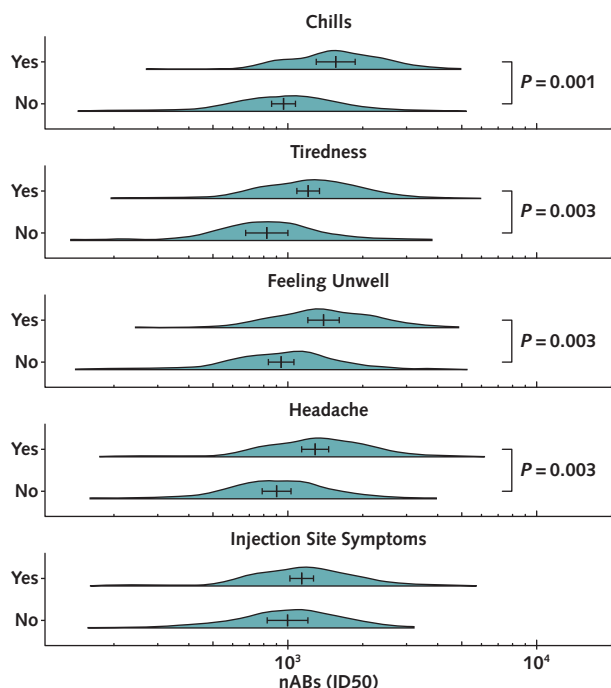 Chills
Yes
No
P = 0.001
Tiredness
Yes
No
P = 0.003
Feeling Unwell
Yes
No
P = 0.003
Headache
Yes
No
P = 0.003
Injection Site Symptoms
Yes
No
10³ 10⁴
nABs (ID50)